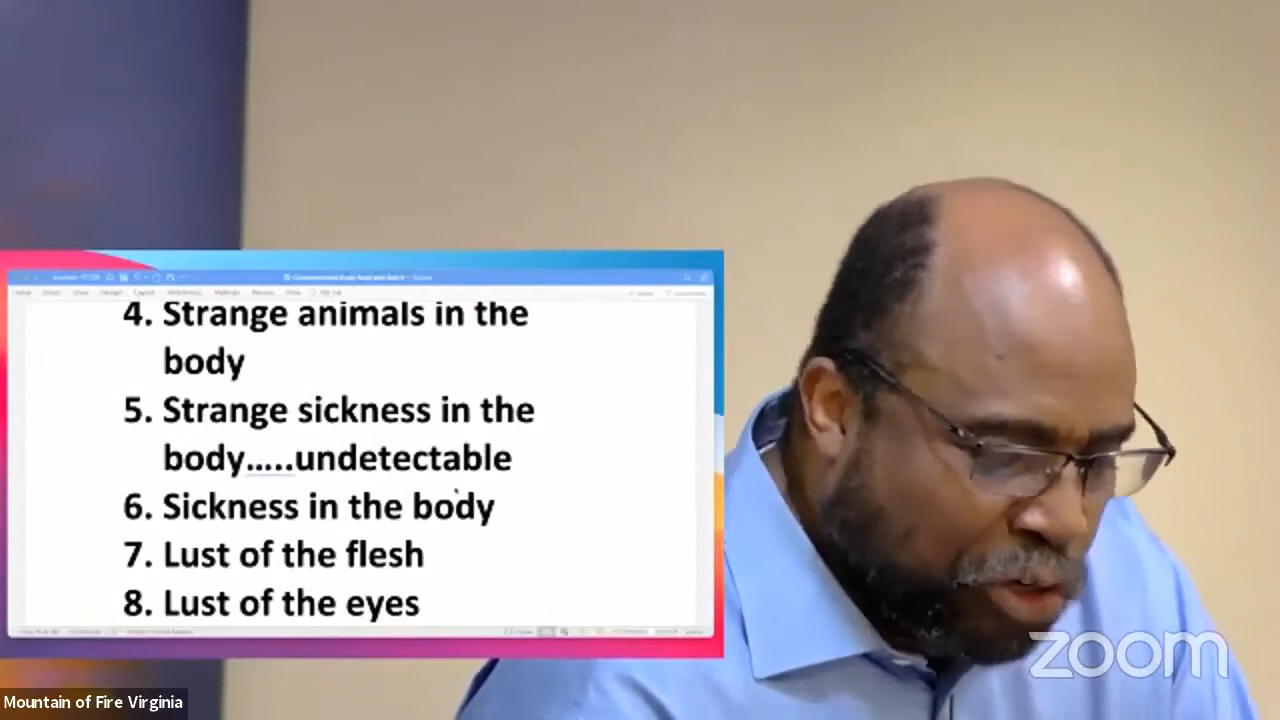 4. Strange animals in the
body
5. Strange sickness in the
body.....undetectable
6. Sickness in the body
7. Lust of the flesh
8. Lust of the eyes
zoom
Mountain of Fire Virginia